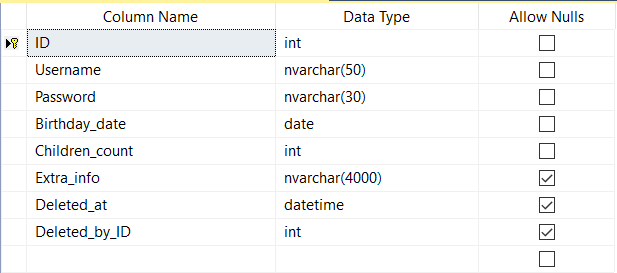 Column Name Data Type Allow Nulls
ID int
Username nvarchar(50)
Password nvarchar(30)
Birthday_date date
Children_count int
Extra_info nvarchar(4000)
Deleted_at datetime
Deleted_by_ID int